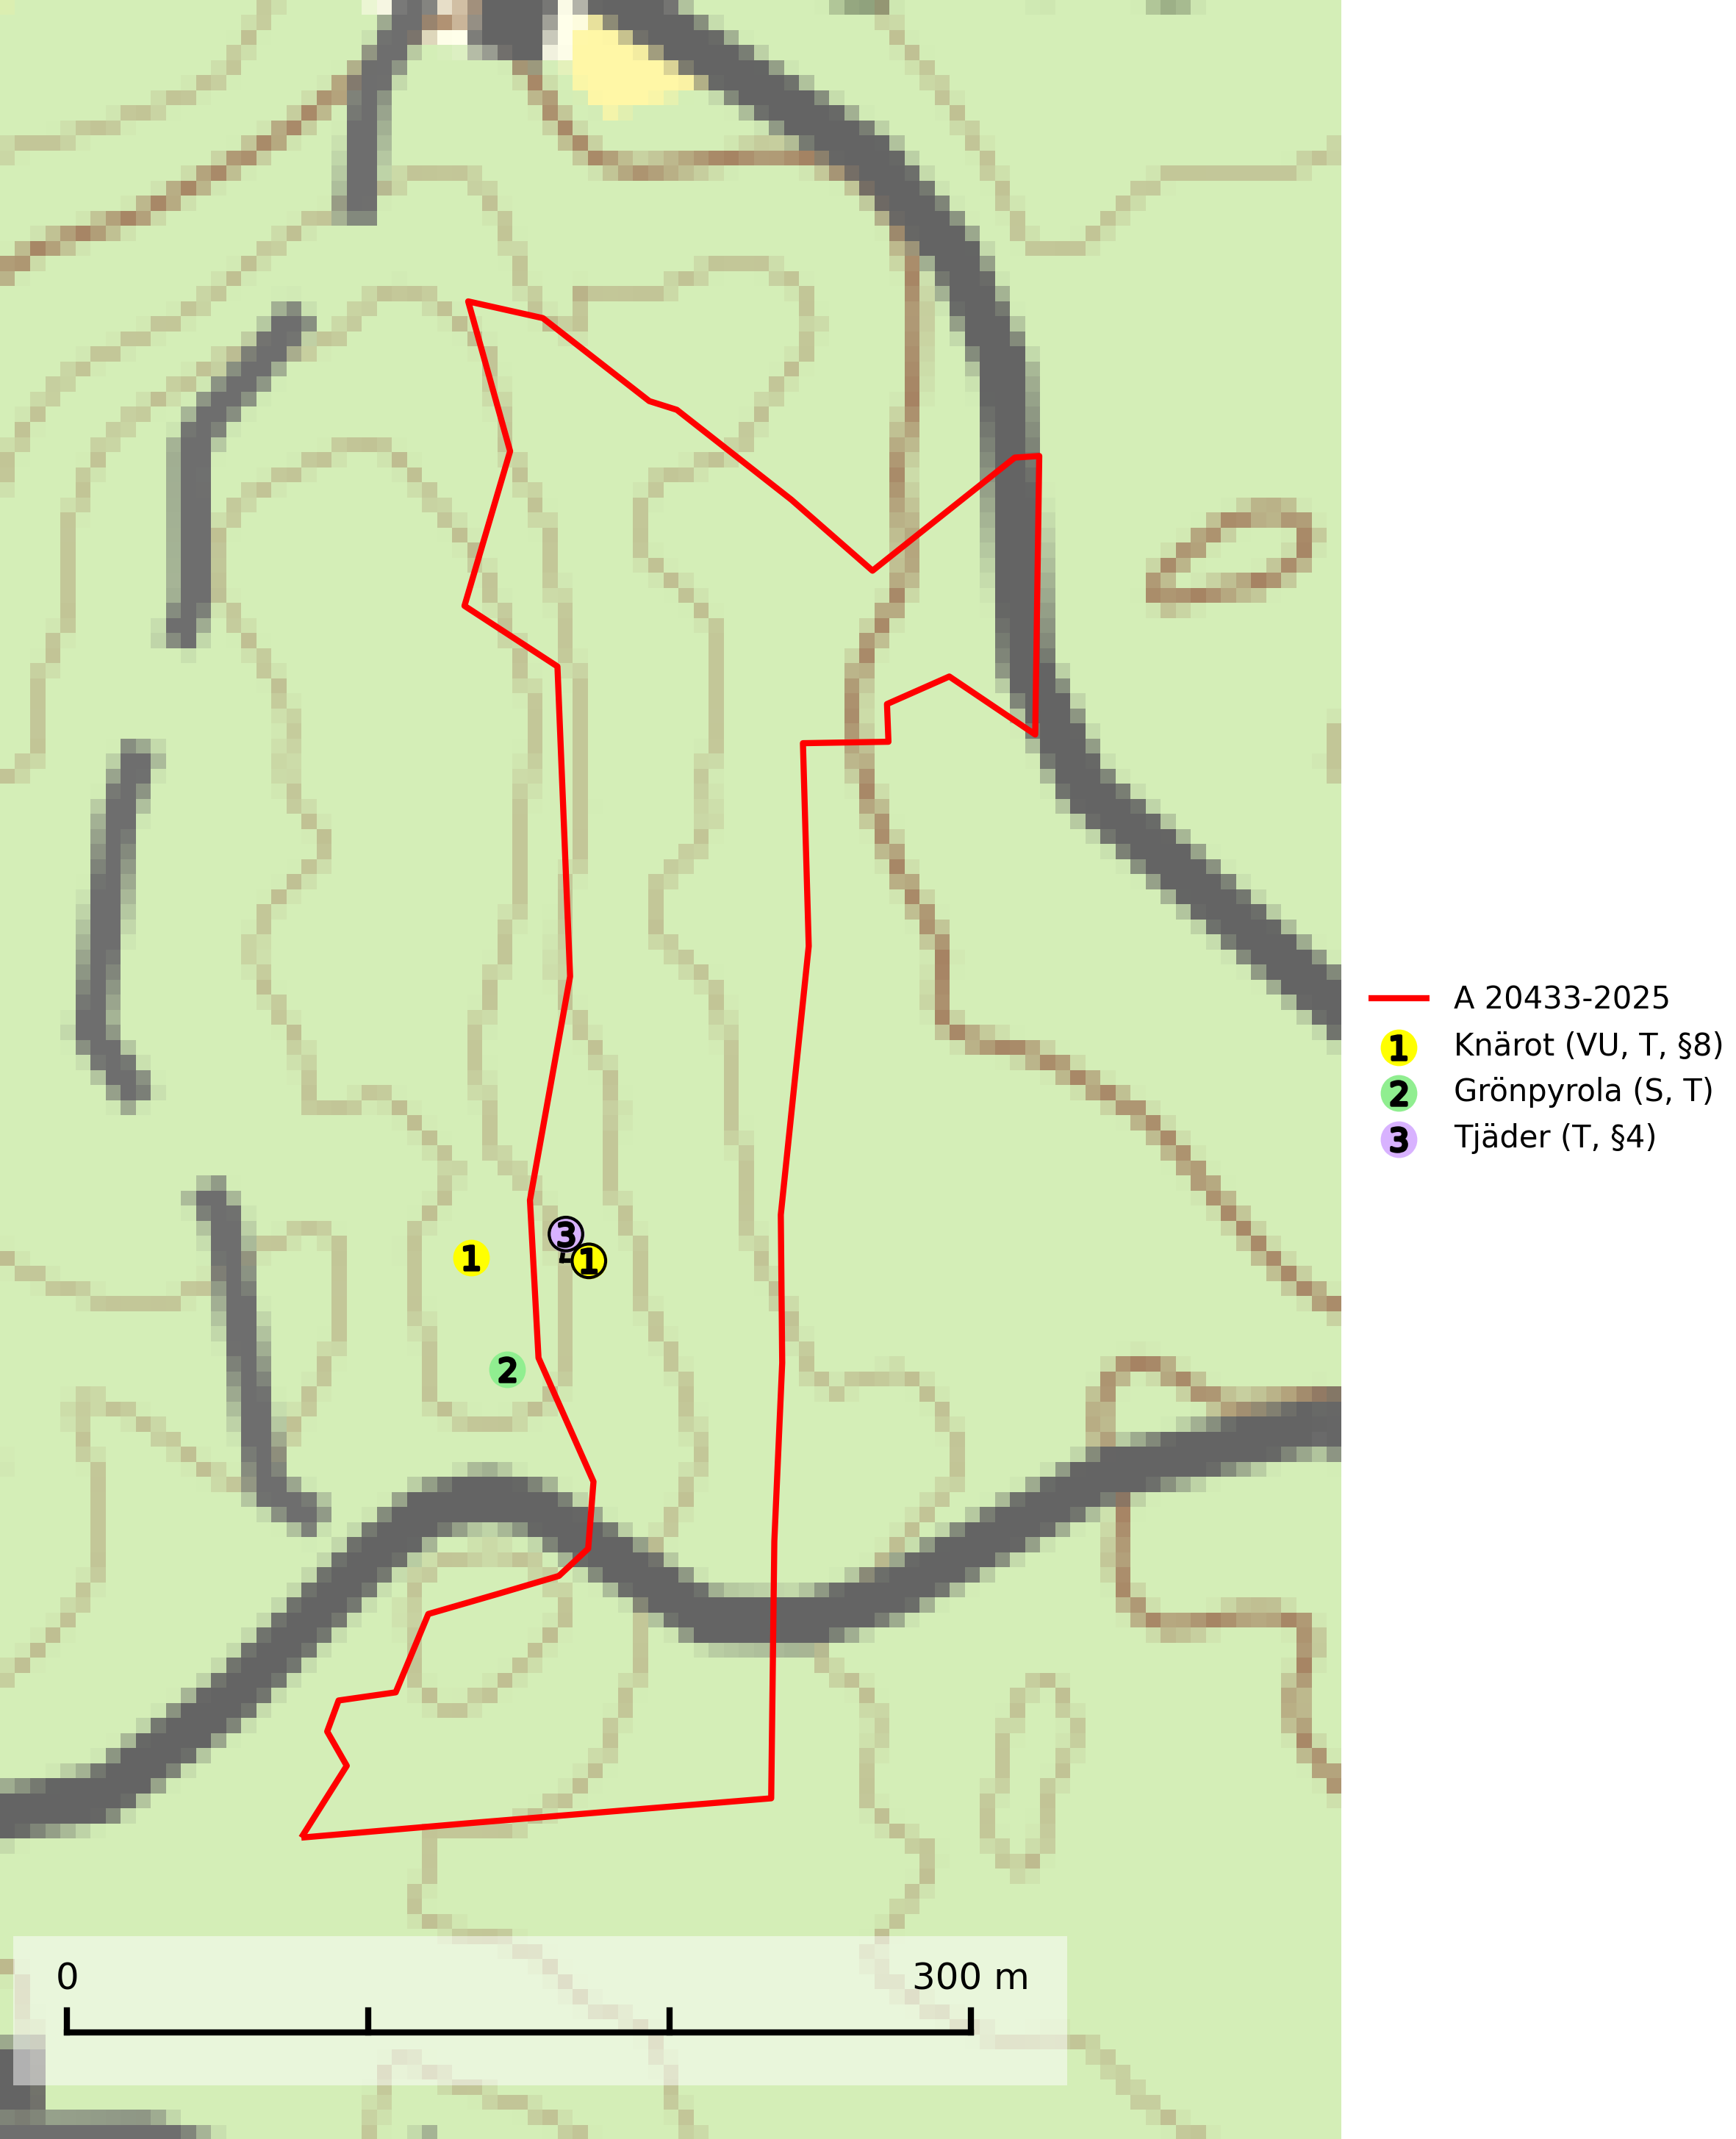 A 20433-2025
1 Knärot (VU, T, §8)
2 Grönpyrola (S, T)
3 Tjäder (T, §4)
3
1 1
2
0 300 m